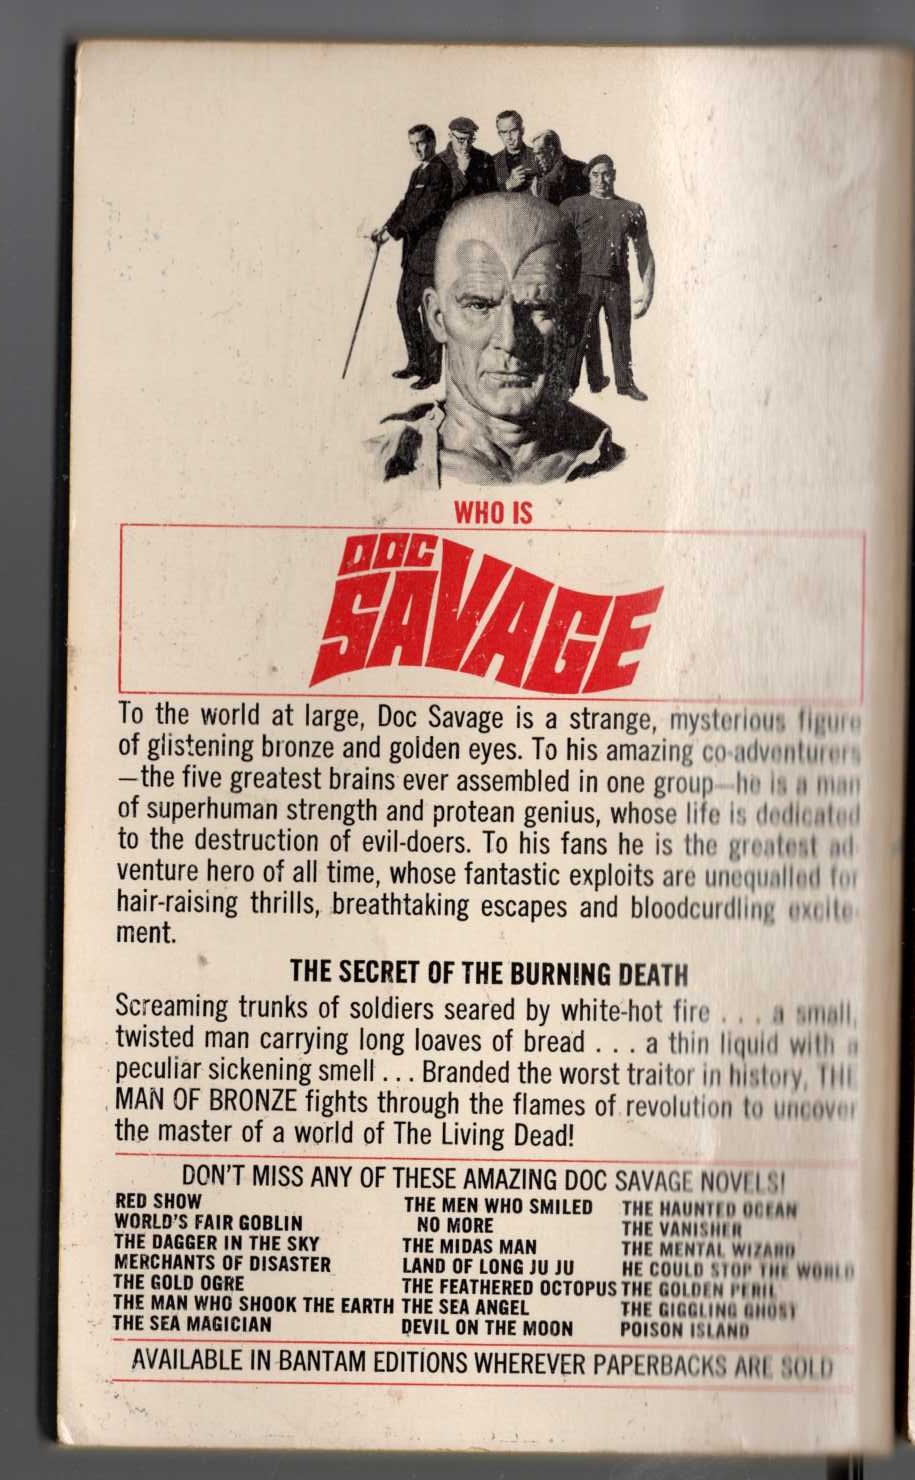 WHO IS
DOC
SAVAGE
To the world at large, Doc Savage is a strange, mysterious figure
of glistening bronze and golden eyes. To his amazing co-adventurers
—the five greatest brains ever assembled in one group—he is a man
of superhuman strength and protean genius, whose life is dedicated
to the destruction of evil-doers. To his fans he is the greatest ad
venture hero of all time, whose fantastic exploits are unequalled for
hair-raising thrills, breathtaking escapes and bloodcurdling excite-
ment.
THE SECRET OF THE BURNING DEATH
Screaming trunks of soldiers seared by white-hot fire . . . a small,
twisted man carrying long loaves of bread . . . a thin liquid with a
peculiar sickening smell . . . Branded the worst traitor in history, THE
MAN OF BRONZE fights through the flames of revolution to uncover
the master of a world of The Living Dead!
DON'T MISS ANY OF THESE AMAZING DOC SAVAGE NOVELS!
RED SHOW
WORLD'S FAIR GOBLIN
THE DAGGER IN THE SKY
MERCHANTS OF DISASTER
THE GOLD OGRE
THE MAN WHO SHOOK THE EARTH
THE SEA MAGICIAN
THE MEN WHO SMILED
NO MORE
THE MIDAS MAN
LAND OF LONG JU JU
THE FEATHERED OCTOPUS
THE SEA ANGEL
DEVIL ON THE MOON
THE HAUNTED OCEAN
THE VANISHER
THE MENTAL WIZARD
HE COULD STOP THE WORLD
THE GOLDEN PERIL
THE GIGGLING GHOST
POISON ISLAND
AVAILABLE IN BANTAM EDITIONS WHEREVER PAPERBACKS ARE SOLD